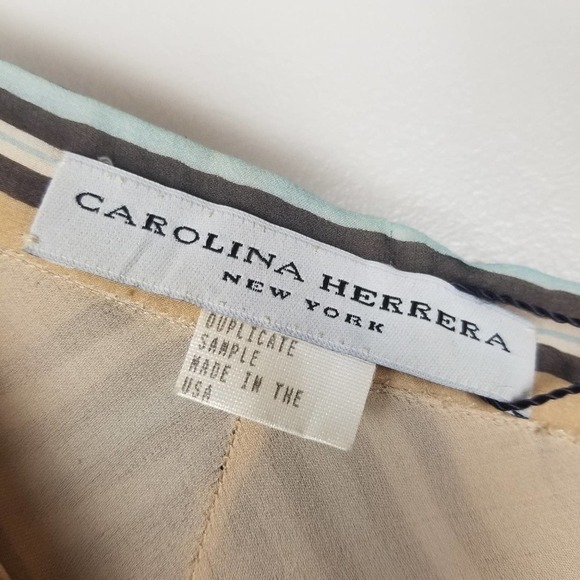 CAROLINA HERRERA
NEW YORK
DUPLICATE
SAMPLE
MADE IN THE
USA